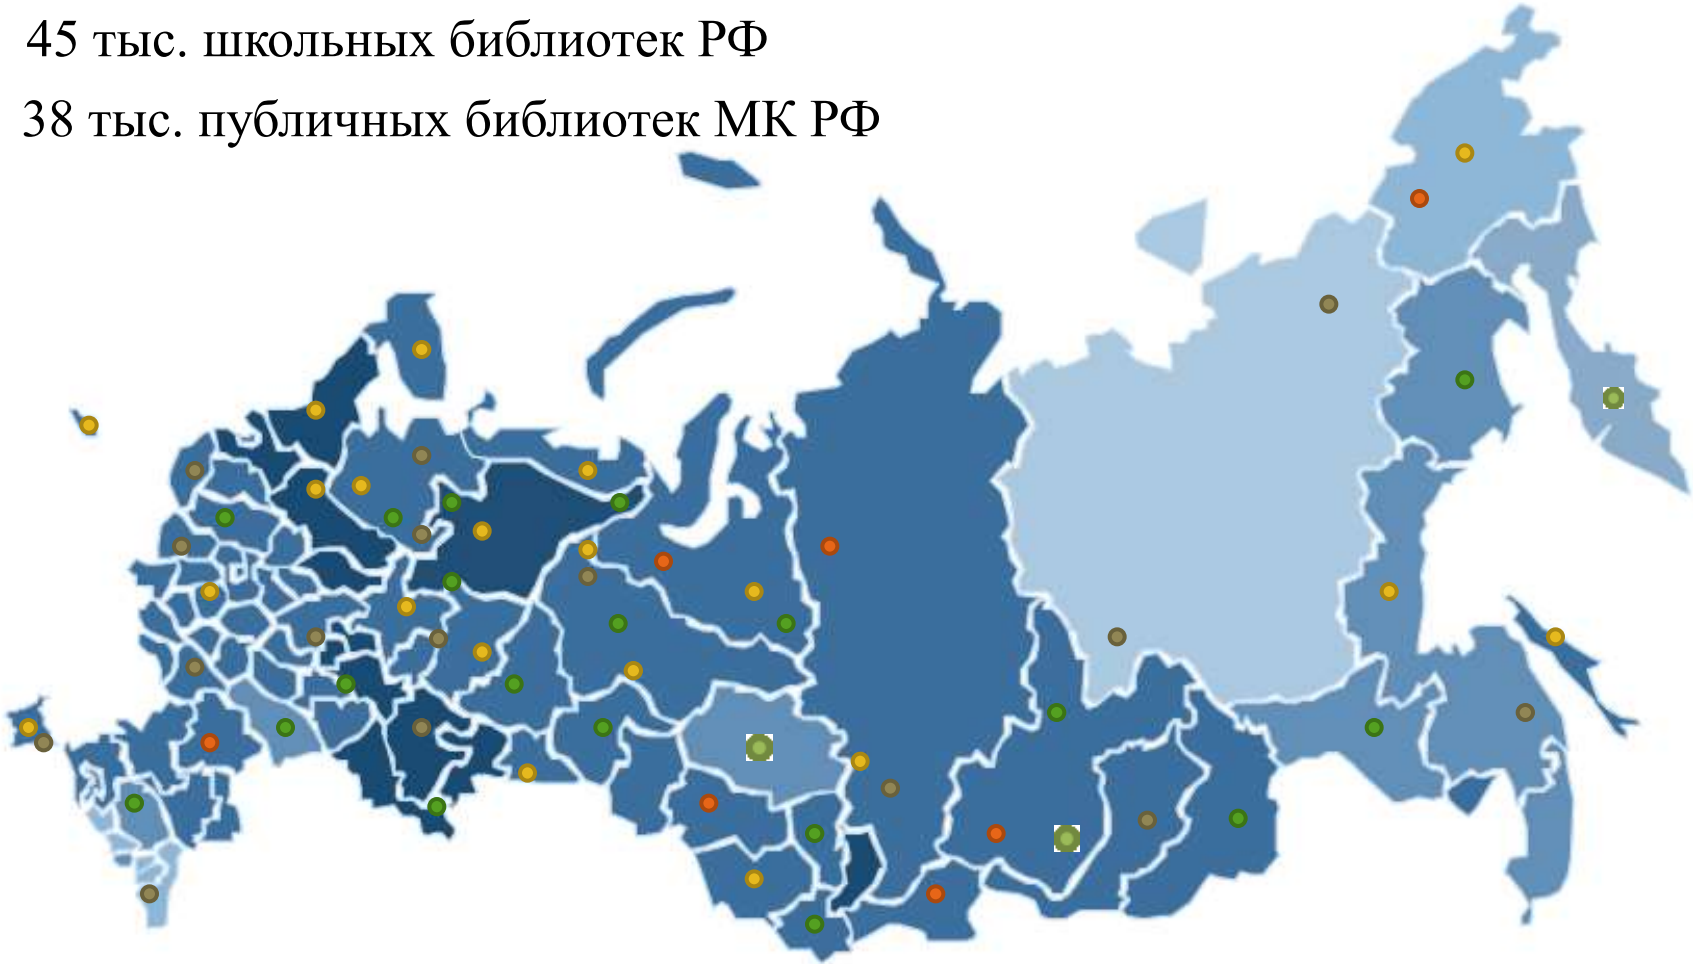 45 тыс. школьных библиотек РФ
38 тыс. публичных библиотек МК РФ